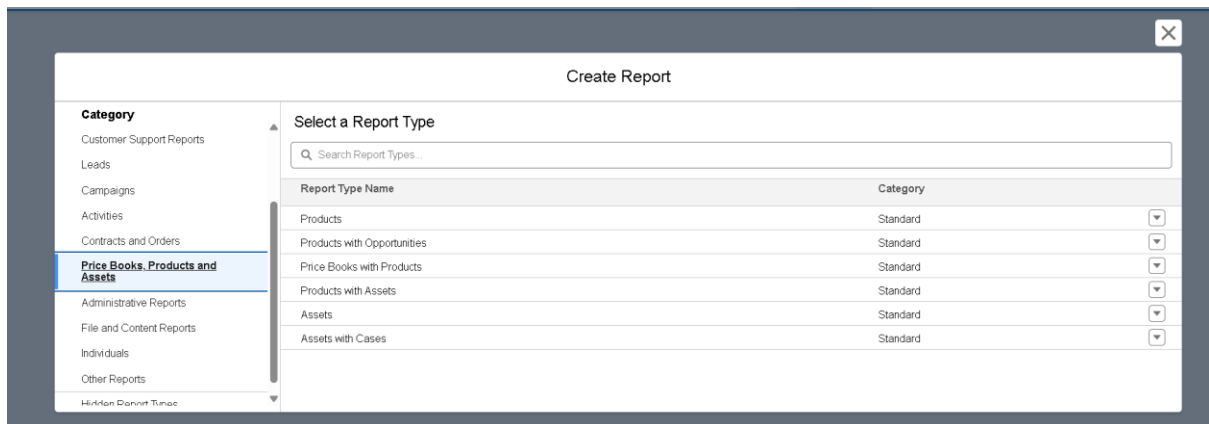 Create Report
Category
Customer Support Reports
Leads
Campaigns
Activities
Contracts and Orders
Price Books, Products and
Assets
Administrative Reports
File and Content Reports
Individuals
Other Reports
Hidden Report Types
Select a Report Type
Search Report Types...
Report Type Name Category
Products Standard
Products with Opportunities Standard
Price Books with Products Standard
Products with Assets Standard
Assets Standard
Assets with Cases Standard